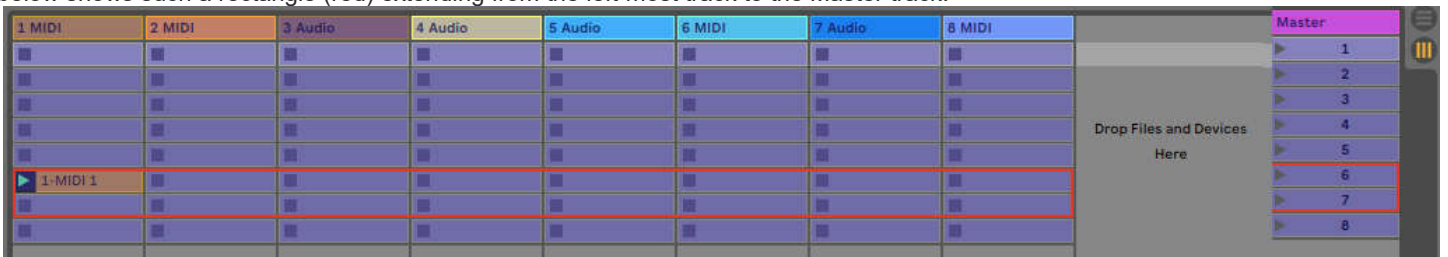 below shows such a rectangle (red) extending from the left most track to the Master track.
1 MIDI 2 MIDI 3 Audio 4 Audio 5 Audio 6 MIDI 7 Audio 8 MIDI Master
1
2
3
Drop Files and Devices 4
Here 5
1-MIDI 1 6
7
8